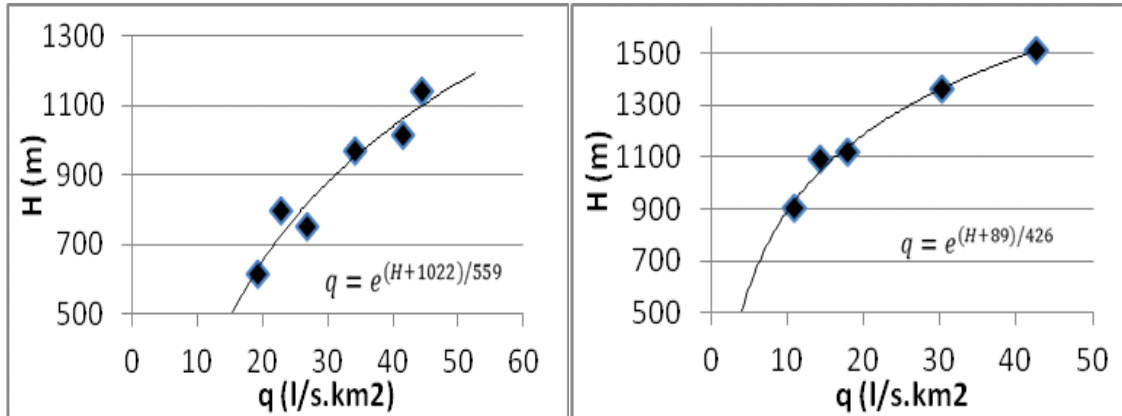 1300
1100
900
700
500
H (m)
q = e^{(H+1022)/559}
0 10 20 30 40 50 60
q (l/s.km2)
1500
1300
1100
900
700
500
H (m)
q = e^{(H+89)/426}
0 10 20 30 40 50
q (l/s.km2